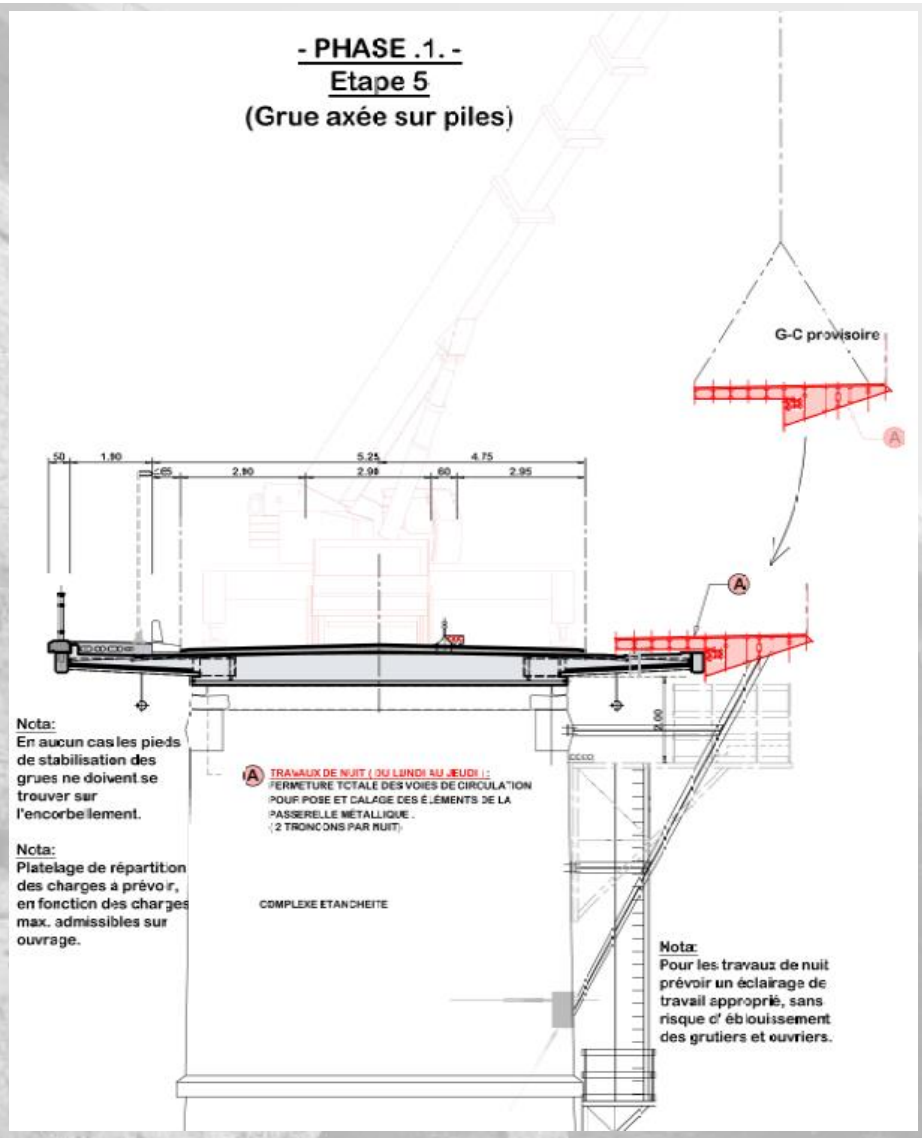 - PHASE .1. -
Etape 5
(Grue axée sur piles)
G-C provisoire
A
50 1.90 5.25 4.75
65 2.90 2.90 60 2.95
A
2.00
Nota:
En aucun cas les pieds
de stabilisation des
grues ne doivent se
trouver sur
l'encorbellement.
Nota:
Platelage de répartition
des charges a prévoir,
en fonction des charges
max. admissibles sur
ouvrage.
A TRAVAUX DE NUIT ( DU LUNDI AU JEUDI ) :
FERMETURE TOTALE DES VOIES DE CIRCULATION
POUR POSE ET CALAGE DES ÉLÉMENTS DE LA
PASSERELLE MÉTALLIQUE .
( 2 TRONCONS PAR NUIT)
COMPLEXE ETANCHEITE
Nota:
Pour les travaux de nuit
prévoir un éclairage de
travail approprié, sans
risque d' éblouissement
des grutiers et ouvriers.